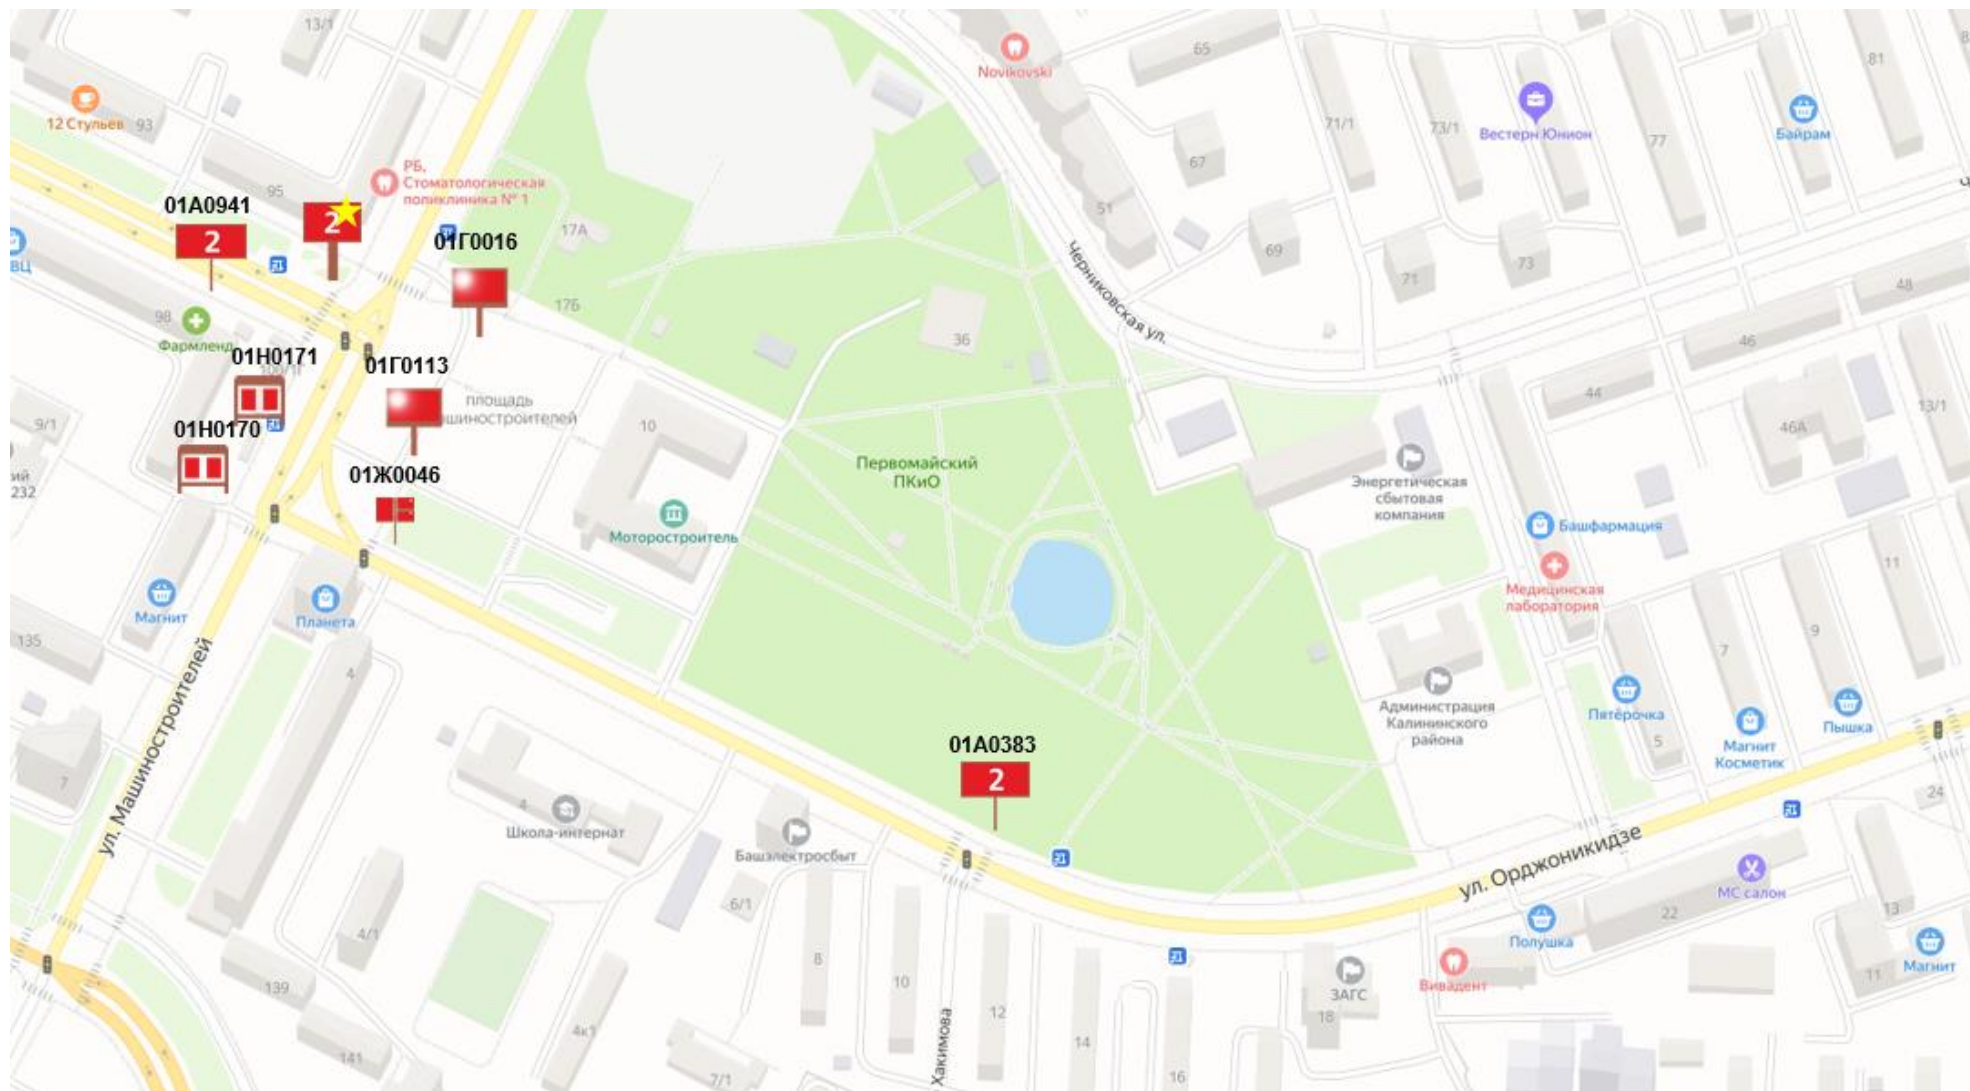 13/1
65
81
Novikovski
12 Стульев
93
71/1
73/1
Вестерн Юнион
77
Байрам
67
РБ,
Стоматологическая
поликлиника № 1
95
01А0941
2
2
51
17А
01Г0016
69
71
73
Черниковская ул.
48
ВЦ
98
17Б
Фармленд
36
46
01Н0171
01Г0113
44
площадь
шиностроителей
13/1
9/1
01Н0170
10
46А
Первомайский
ПКиО
ий
232
01Ж0046
Энергетическая
сбытовая
компания
Башфармация
Моторостроитель
11
Медицинская
лаборатория
Магнит
Планета
135
9
7
4
ул. Машиностроителей
Администрация
Калининского
района
Пятёрочка
Пышка
5
Магнит
Косметик
01А0383
2
7
4
Школа-интернат
24
Башэлектросбыт
ул. Орджоникидзе
МС салон
6/1
22
13
4/1
Полушка
8
10
Магнит
139
12
ЗАГС
Вивадент
11
4к1
18
141
14
Хакимова
7/1
16